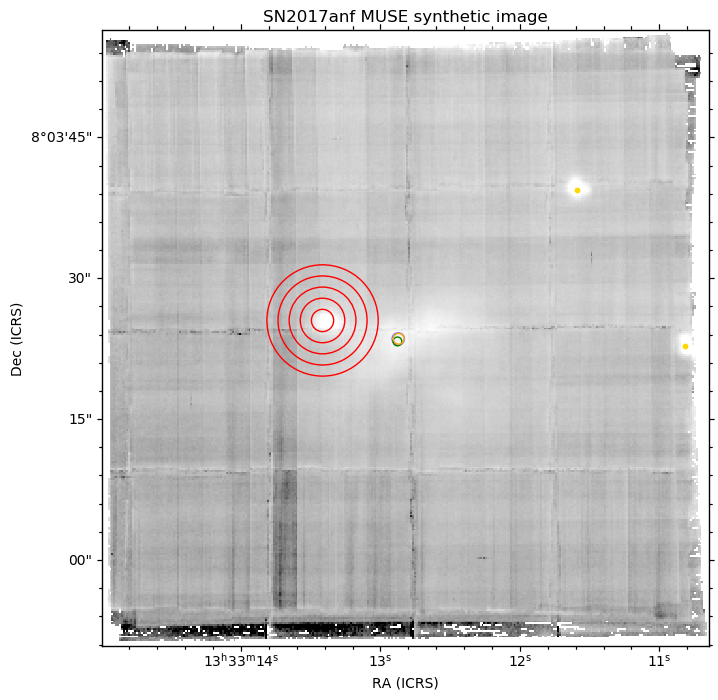 SN2017anf MUSE synthetic image
8°03'45"
30"
15"
00"
Dec (ICRS)
13ʰ33ᵐ14ˢ
13ˢ
12ˢ
11ˢ
RA (ICRS)